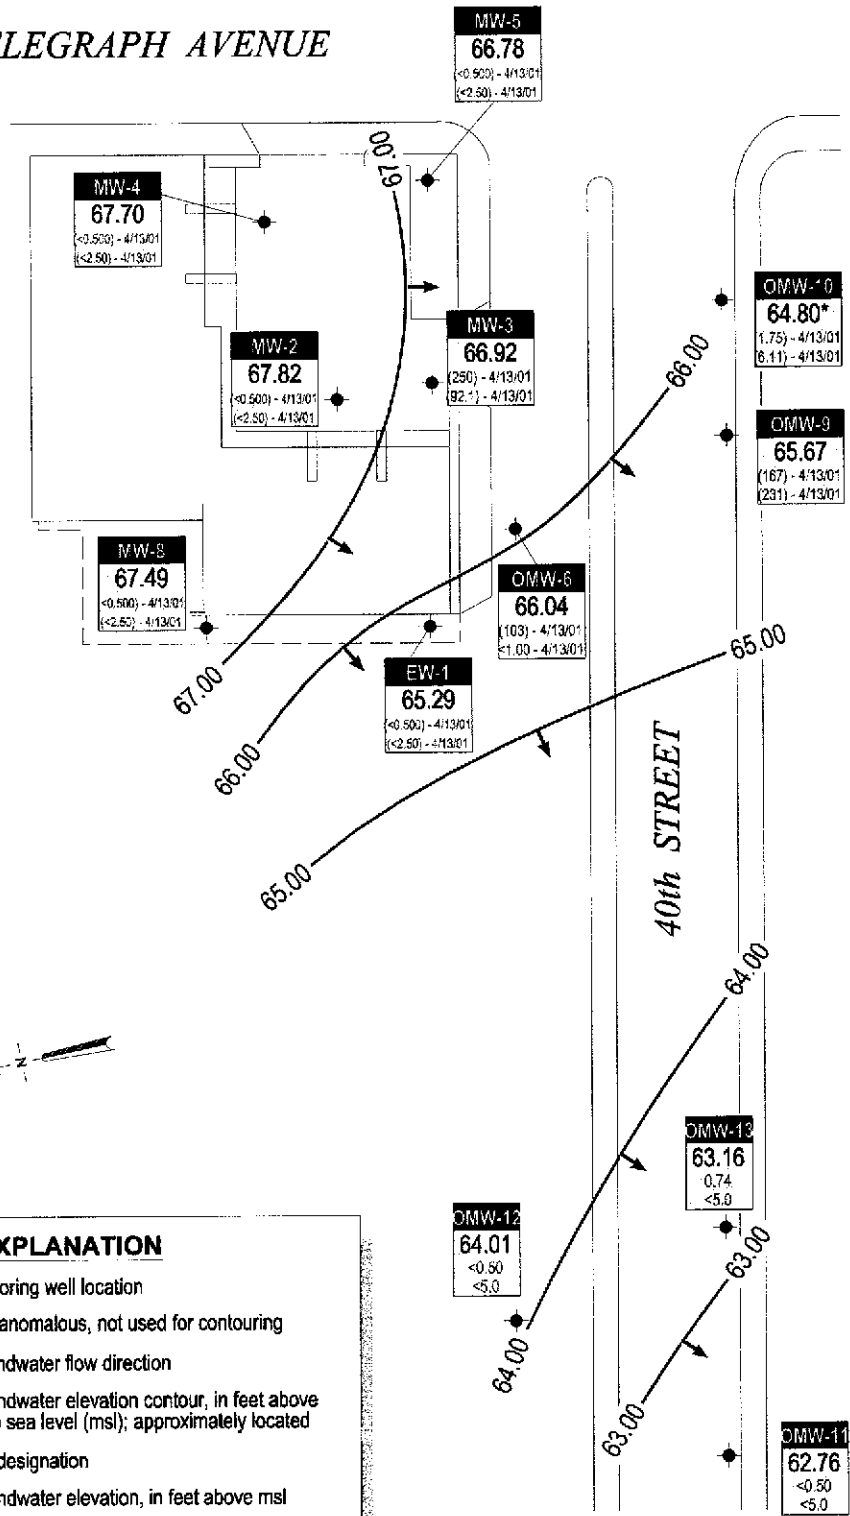 ELEGRAPH AVENUE
MW-5
66.78
(<0.500) - 4/13/01
(<2.50) - 4/13/01
67.00
MW-4
67.70
(<0.500) - 4/13/01
(<2.50) - 4/13/01
OMW-10
64.80*
(1.75) - 4/13/01
(6.11) - 4/13/01
MW-3
66.92
(250) - 4/13/01
(92.1) - 4/13/01
MW-2
67.82
(<0.500) - 4/13/01
(<2.50) - 4/13/01
66.00
OMW-9
65.67
(167) - 4/13/01
(231) - 4/13/01
MW-8
67.49
(<0.500) - 4/13/01
(<2.50) - 4/13/01
OMW-6
66.04
(103) - 4/13/01
<1.00 - 4/13/01
65.00
EW-1
65.29
(<0.500) - 4/13/01
(<2.50) - 4/13/01
67.00
66.00
65.00
40th STREET
64.00
N
OMW-13
63.16
0.74
<5.0
OMW-12
64.01
<0.50
<5.0
63.00
64.00
63.00
OMW-11
62.76
<0.50
<5.0
XPLANATION
oring well location
anomalous, not used for contouring
ndwater flow direction
ndwater elevation contour, in feet above
sea level (msl); approximately located
designation
ndwater elevation, in feet above msl